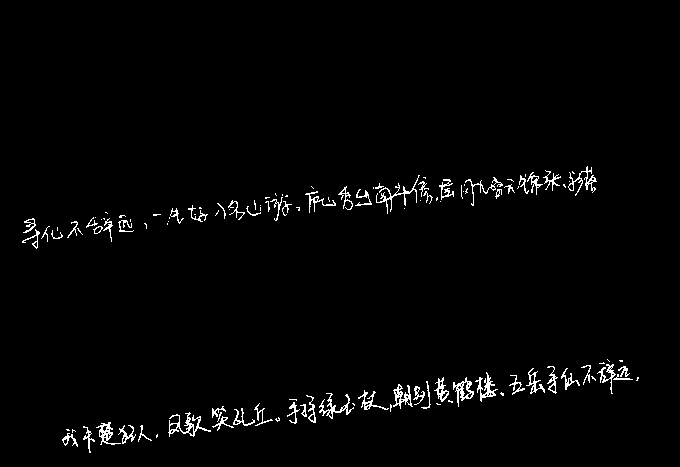 寻仙不辞远，一生好入名山游。庐山秀出南斗傍，屏风九叠云锦张，影落
我本楚狂人，凤歌笑孔丘。手持绿玉杖，朝别黄鹤楼。五岳寻仙不辞远，